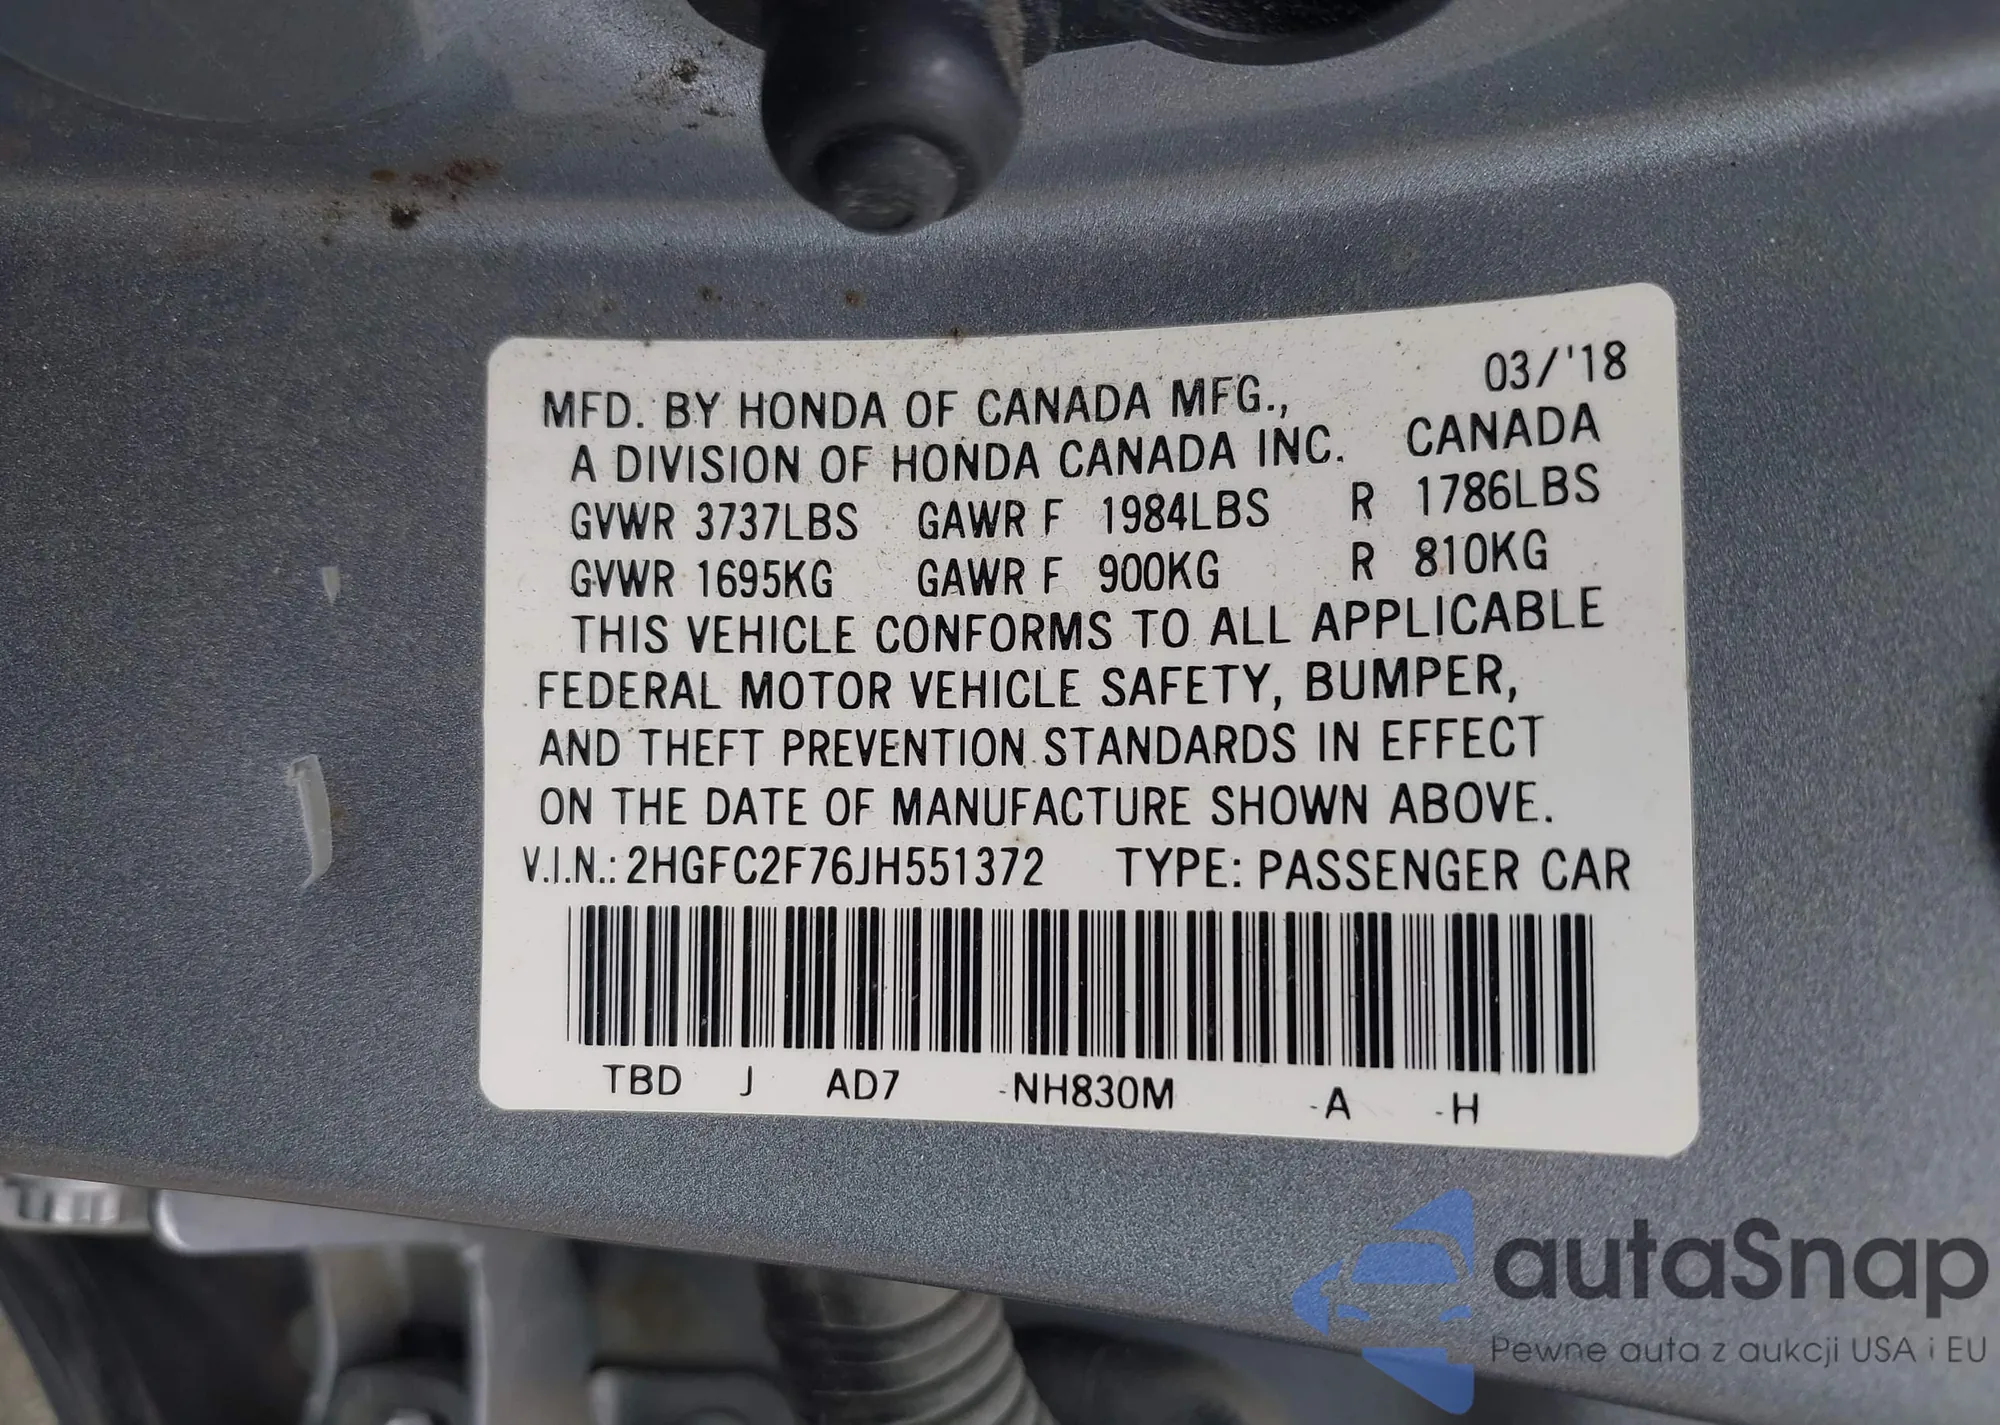 03/'18
MFD. BY HONDA OF CANADA MFG.,
A DIVISION OF HONDA CANADA INC. CANADA
GVWR 3737LBS GAWR F 1984LBS R 1786LBS
GVWR 1695KG GAWR F 900KG R 810KG
THIS VEHICLE CONFORMS TO ALL APPLICABLE
FEDERAL MOTOR VEHICLE SAFETY, BUMPER,
AND THEFT PREVENTION STANDARDS IN EFFECT
ON THE DATE OF MANUFACTURE SHOWN ABOVE.
V.I.N.: 2HGFC2F76JH551372 TYPE: PASSENGER CAR
TBD J AD7 -NH830M -A -H
autaSnap
Pewne auta z aukcji USA i EU